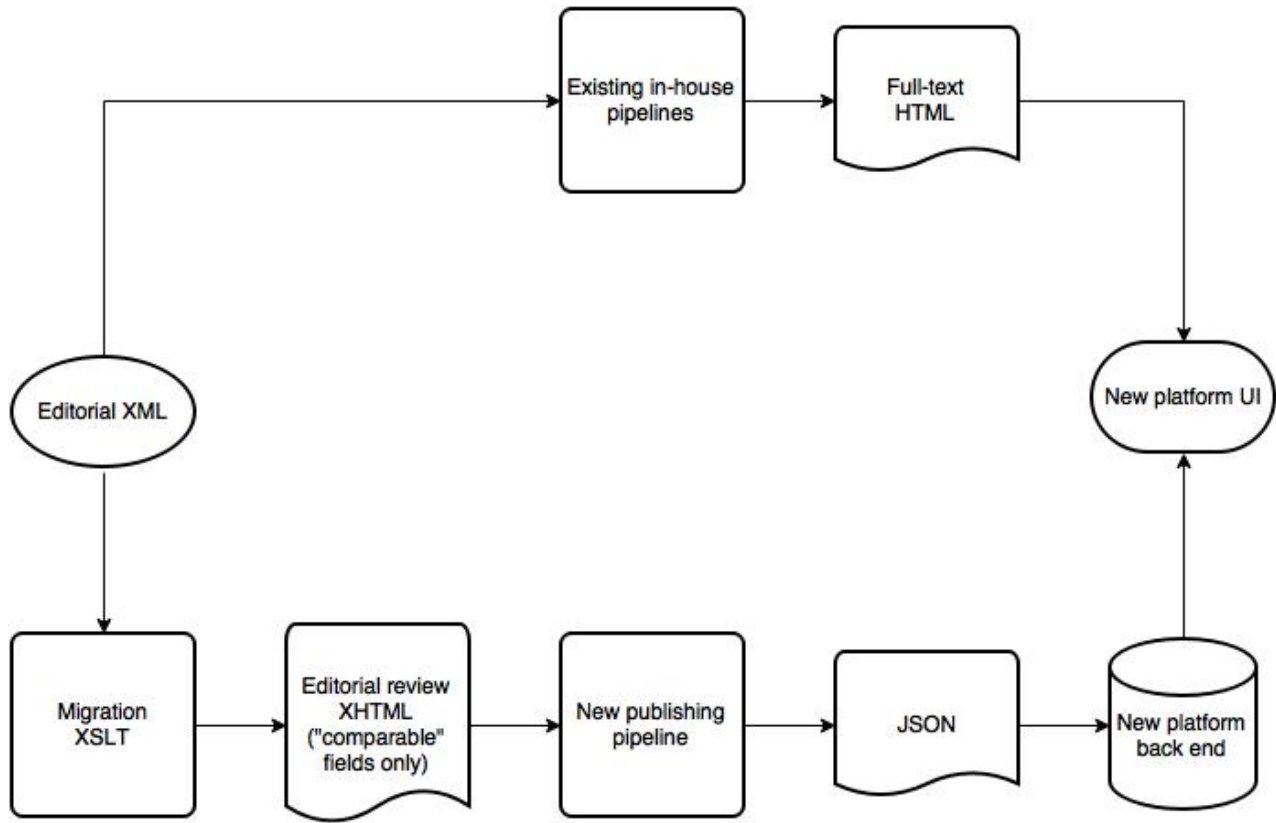 Existing in-house
pipelines
Full-text
HTML
Editorial XML
New platform UI
Migration
XSLT
Editorial review
XHTML
("comparable"
fields only)
New publishing
pipeline
JSON
New platform
back end